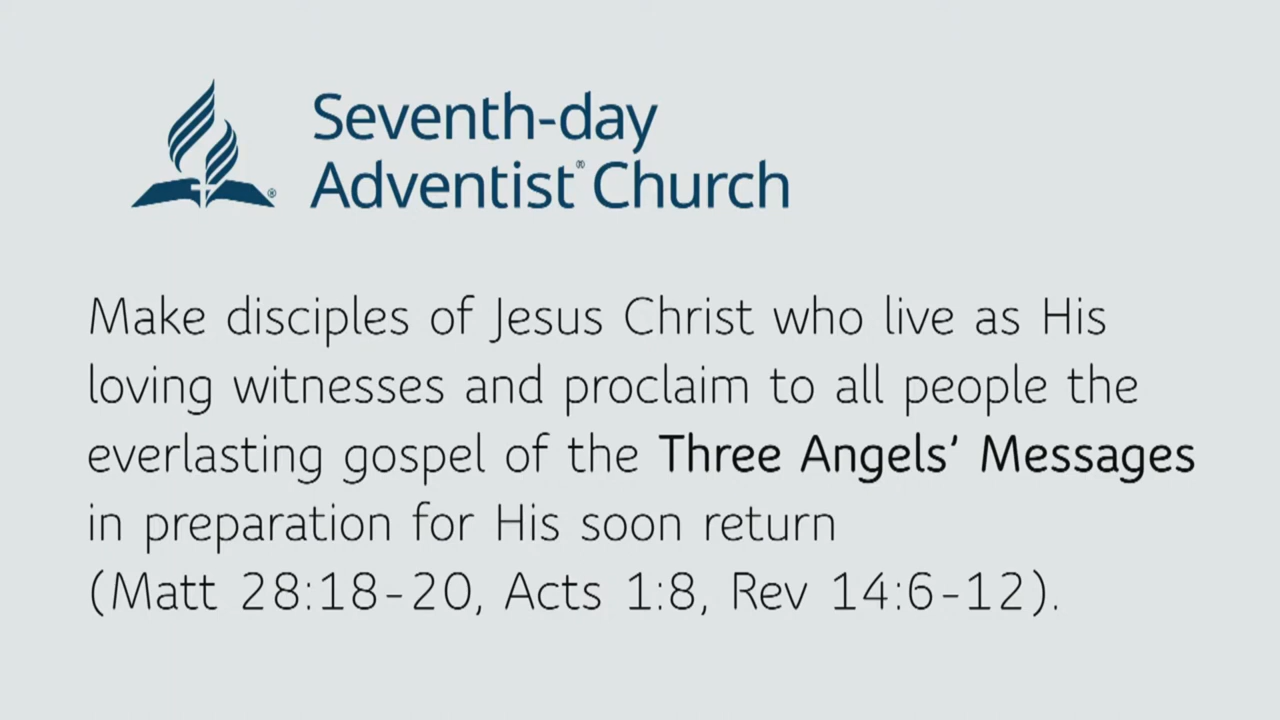 Seventh-day
Adventist® Church
®
Make disciples of Jesus Christ who live as His
loving witnesses and proclaim to all people the
everlasting gospel of the Three Angels’ Messages
in preparation for His soon return
(Matt 28:18-20, Acts 1:8, Rev 14:6-12).